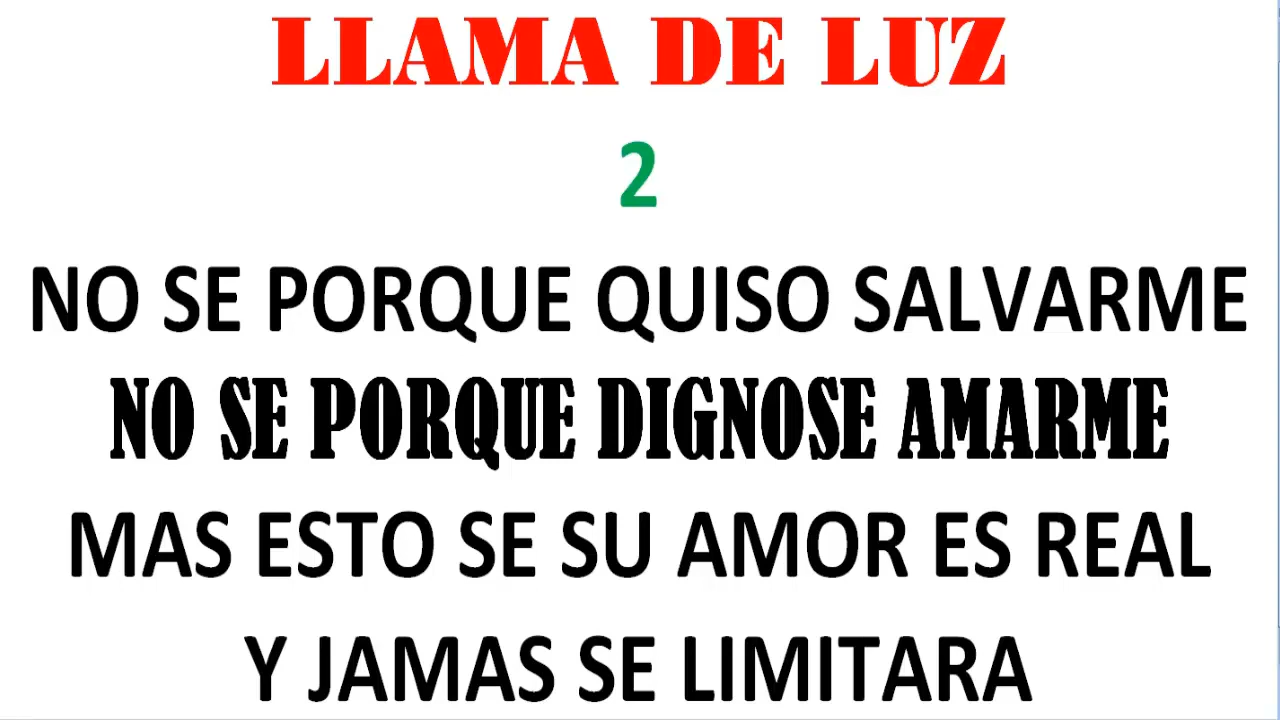 LLAMA DE LUZ
2
NO SE PORQUE QUISO SALVARME
NO SE PORQUE DIGNOSE AMARME
MAS ESTO SE SU AMOR ES REAL
Y JAMAS SE LIMITARA